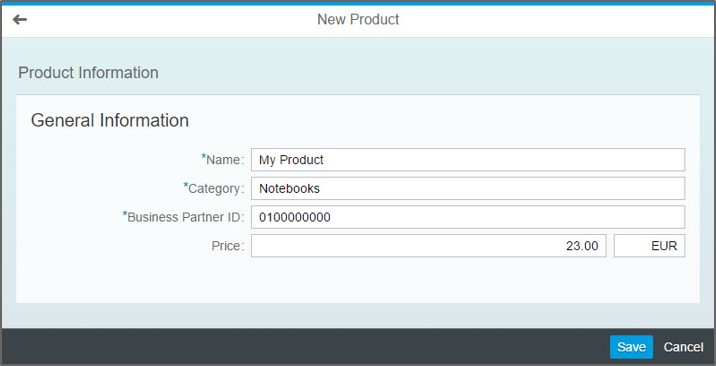 New Product
Product Information
General Information
*Name: My Product
*Category: Notebooks
*Business Partner ID: 0100000000
Price: 23.00 EUR
Save Cancel